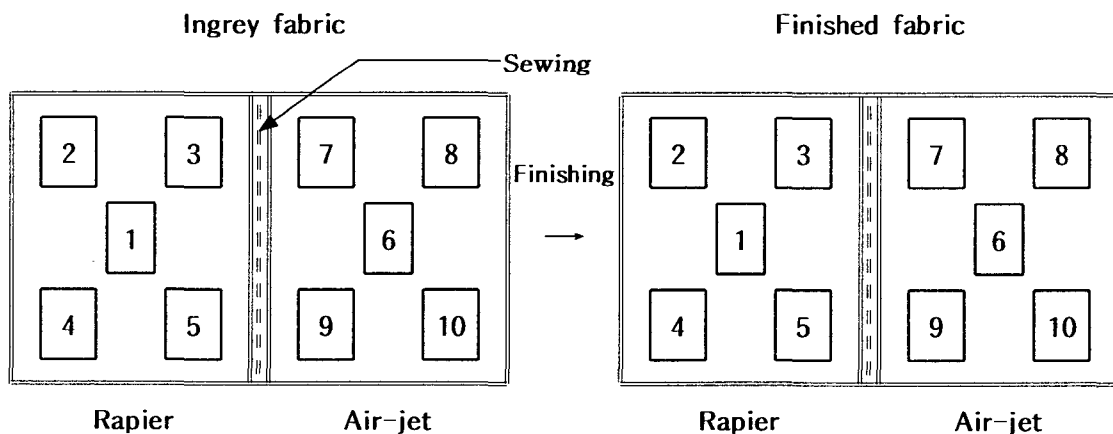 Ingrey fabric
Finished fabric
Sewing
2 3 7 8
Finishing
2 3 7 8
1 6
1 6
4 5 9 10
4 5 9 10
Rapier Air-jet
Rapier Air-jet